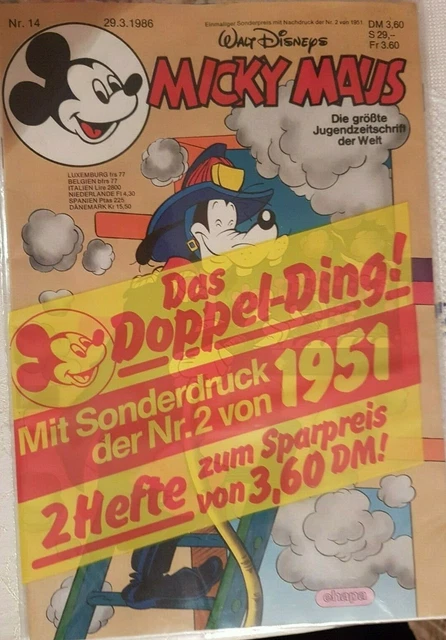 Nr. 14
29.3.1986
Einmaliger Sonderpreis mit Nachdruck der Nr. 2 von 1951
DM 3,60
S 29,–
Fr 3.60
WALT DISNEYS
MICKY MAUS
Die größte
Jugendzeitschrift
der Welt
LUXEMBURG frs 77
BELGIEN bfrs 77
ITALIEN Lire 2800
NIEDERLANDE Fl 4,30
SPANIEN Ptas 225
DÄNEMARK Kr 15,50
Das
Doppel-Ding!
Mit Sonderdruck
der Nr. 2 von 1951
2 Hefte zum Sparpreis
von 3,60 DM!
ehapa